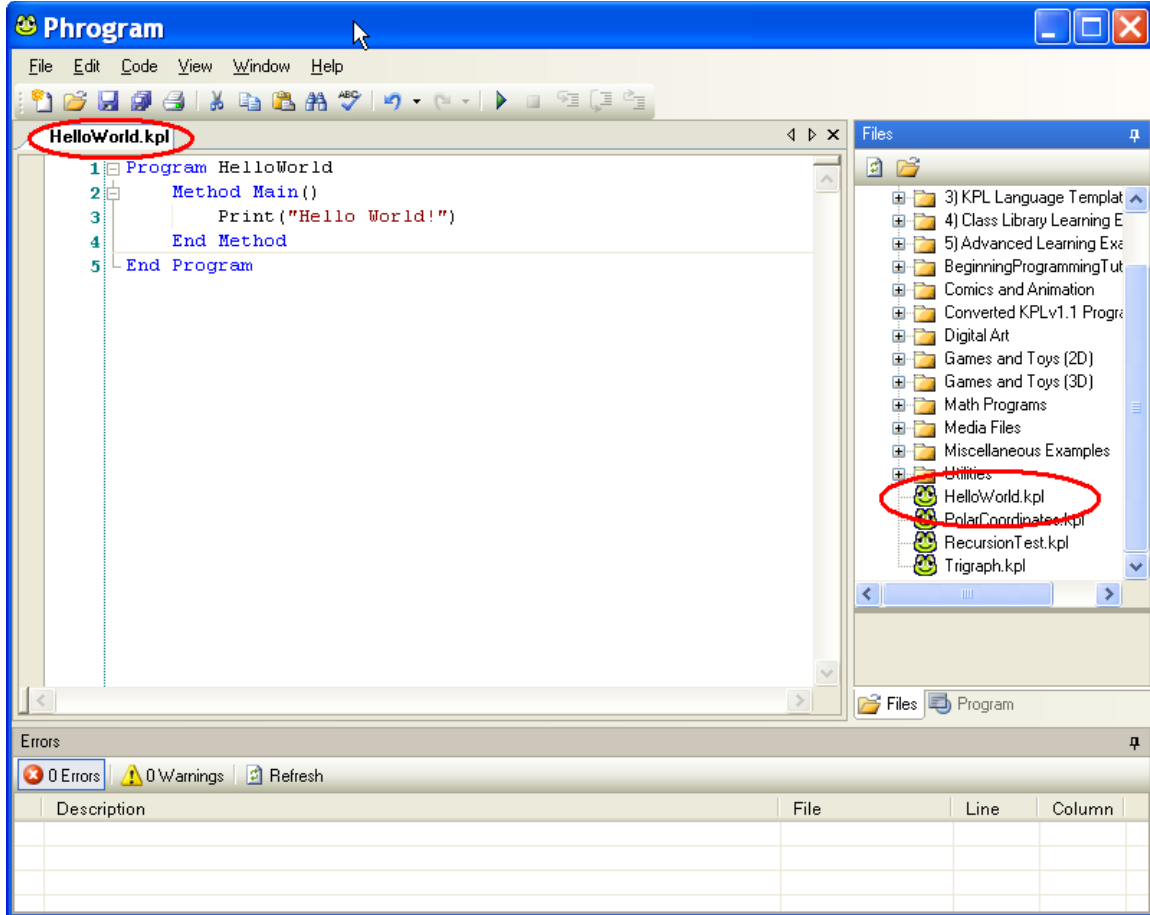 Phrogram
File Edit Code View Window Help
ABC
HelloWorld.kpl
1 Program HelloWorld
2 Method Main()
3 Print("Hello World!")
4 End Method
5 End Program
Files
3) KPL Language Templat
4) Class Library Learning E
5) Advanced Learning Exa
BeginningProgrammingTut
Comics and Animation
Converted KPLv1.1 Progra
Digital Art
Games and Toys (2D)
Games and Toys (3D)
Math Programs
Media Files
Miscellaneous Examples
Utilities
HelloWorld.kpl
PolarCoordinates.kpl
RecursionTest.kpl
Trigraph.kpl
Files Program
Errors
0 Errors 0 Warnings Refresh
Description File Line Column